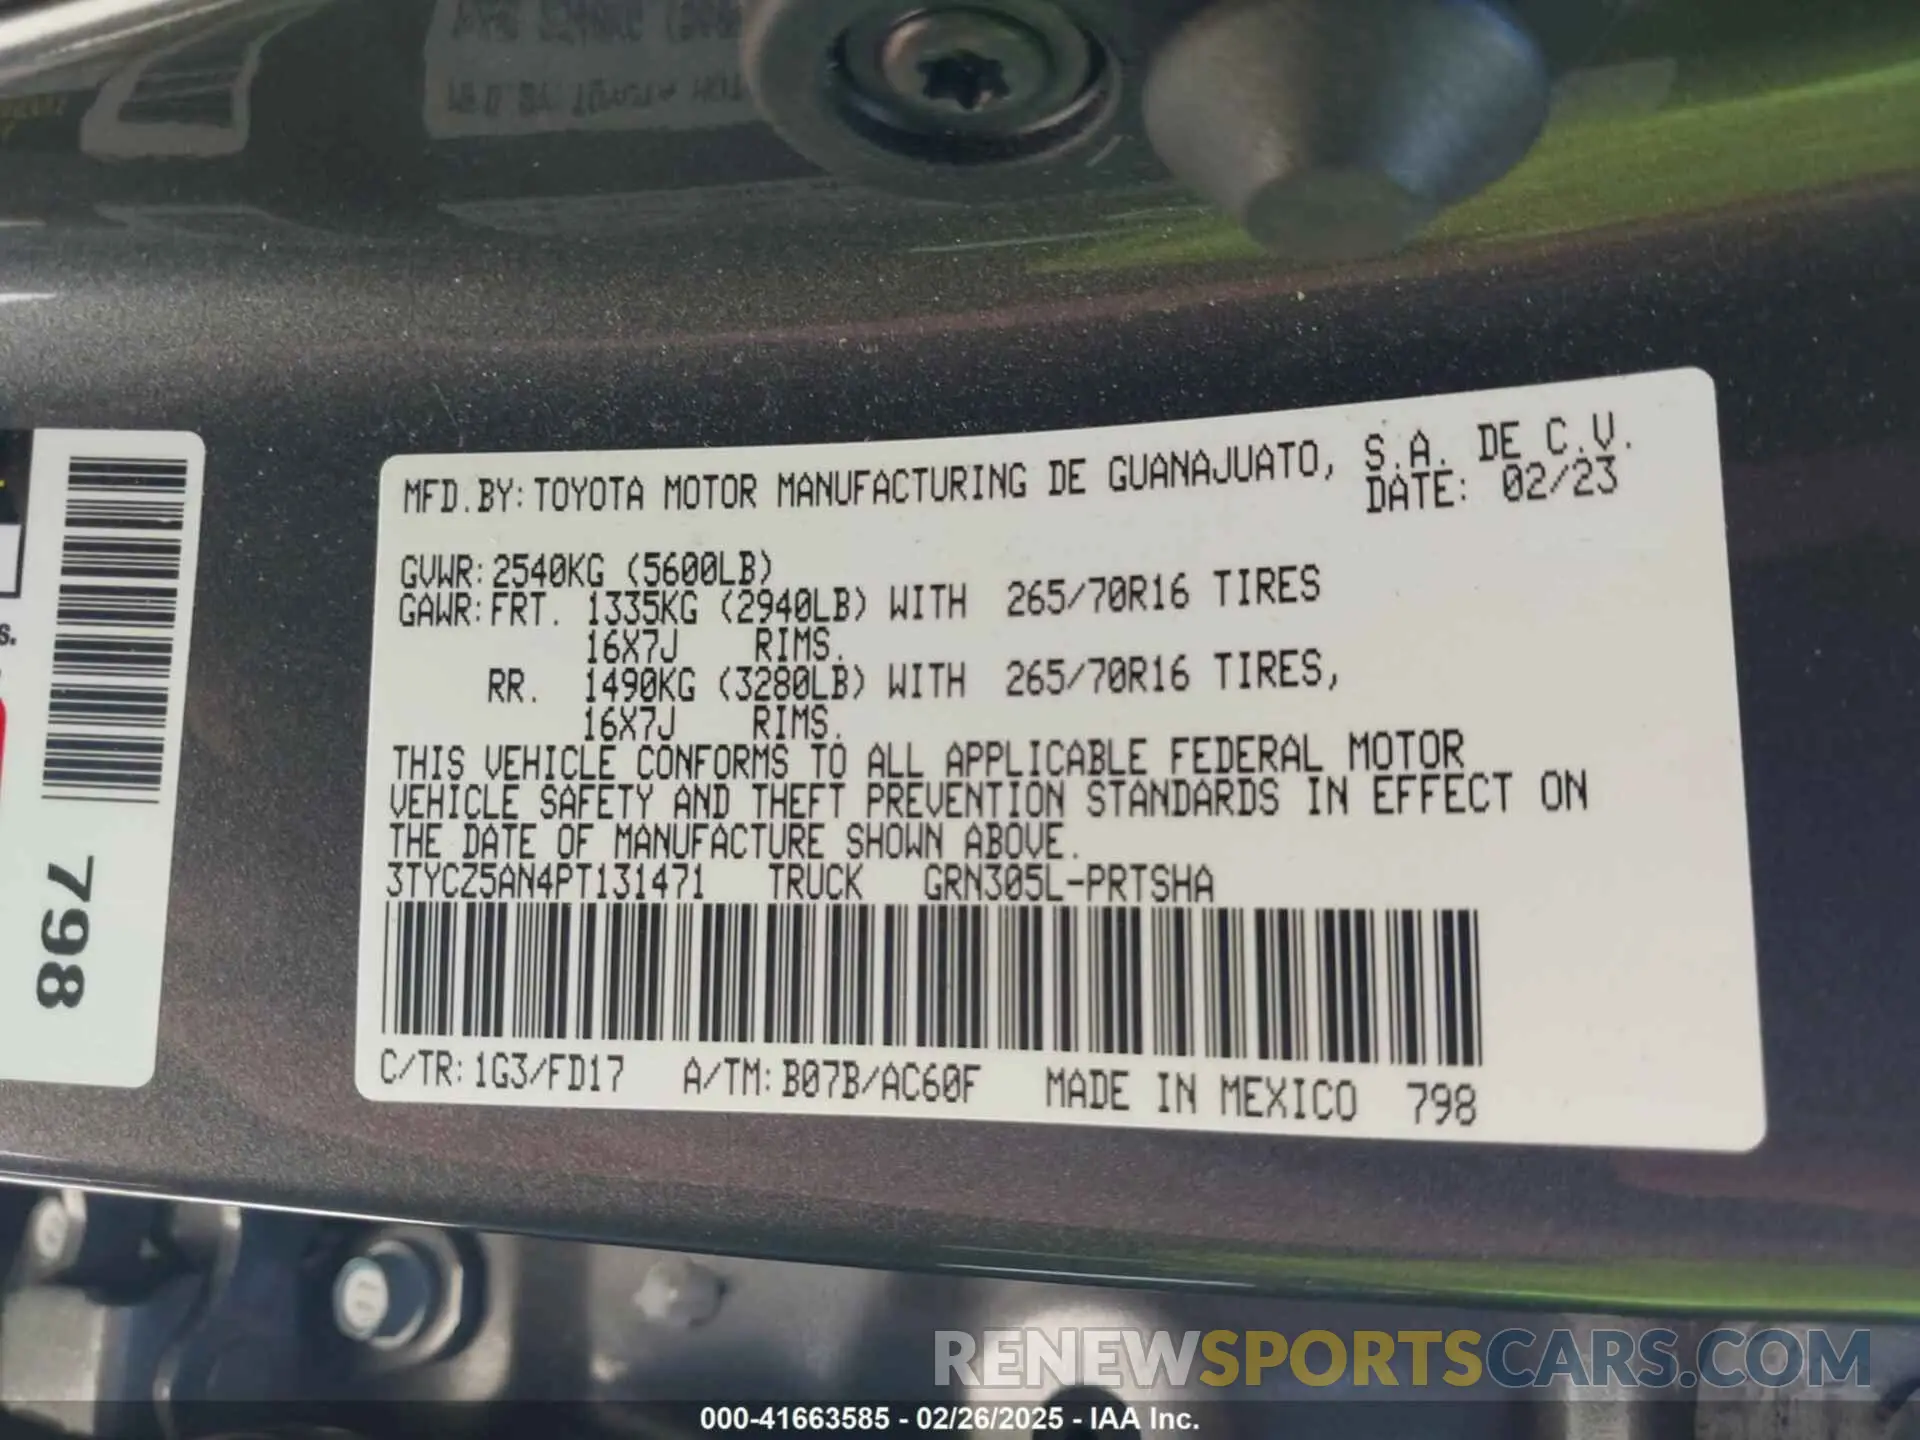 MFD.BY:TOYOTA MOTOR MANUFACTURING DE GUANAJUATO, S.A. DE C.V.
DATE: 02/23
GVWR:2540KG (5600LB)
GAWR:FRT. 1335KG (2940LB) WITH 265/70R16 TIRES
16X7J RIMS.
RR. 1490KG (3280LB) WITH 265/70R16 TIRES,
16X7J RIMS.
THIS VEHICLE CONFORMS TO ALL APPLICABLE FEDERAL MOTOR
VEHICLE SAFETY AND THEFT PREVENTION STANDARDS IN EFFECT ON
THE DATE OF MANUFACTURE SHOWN ABOVE.
3TYCZ5AN4PT131471 TRUCK GRN305L-PRTSHA
C/TR:1G3/FD17 A/TM:B07B/AC60F MADE IN MEXICO 798
798
s.
RENEWSPORTSCARS.COM
000-41663585 - 02/26/2025 - IAA Inc.